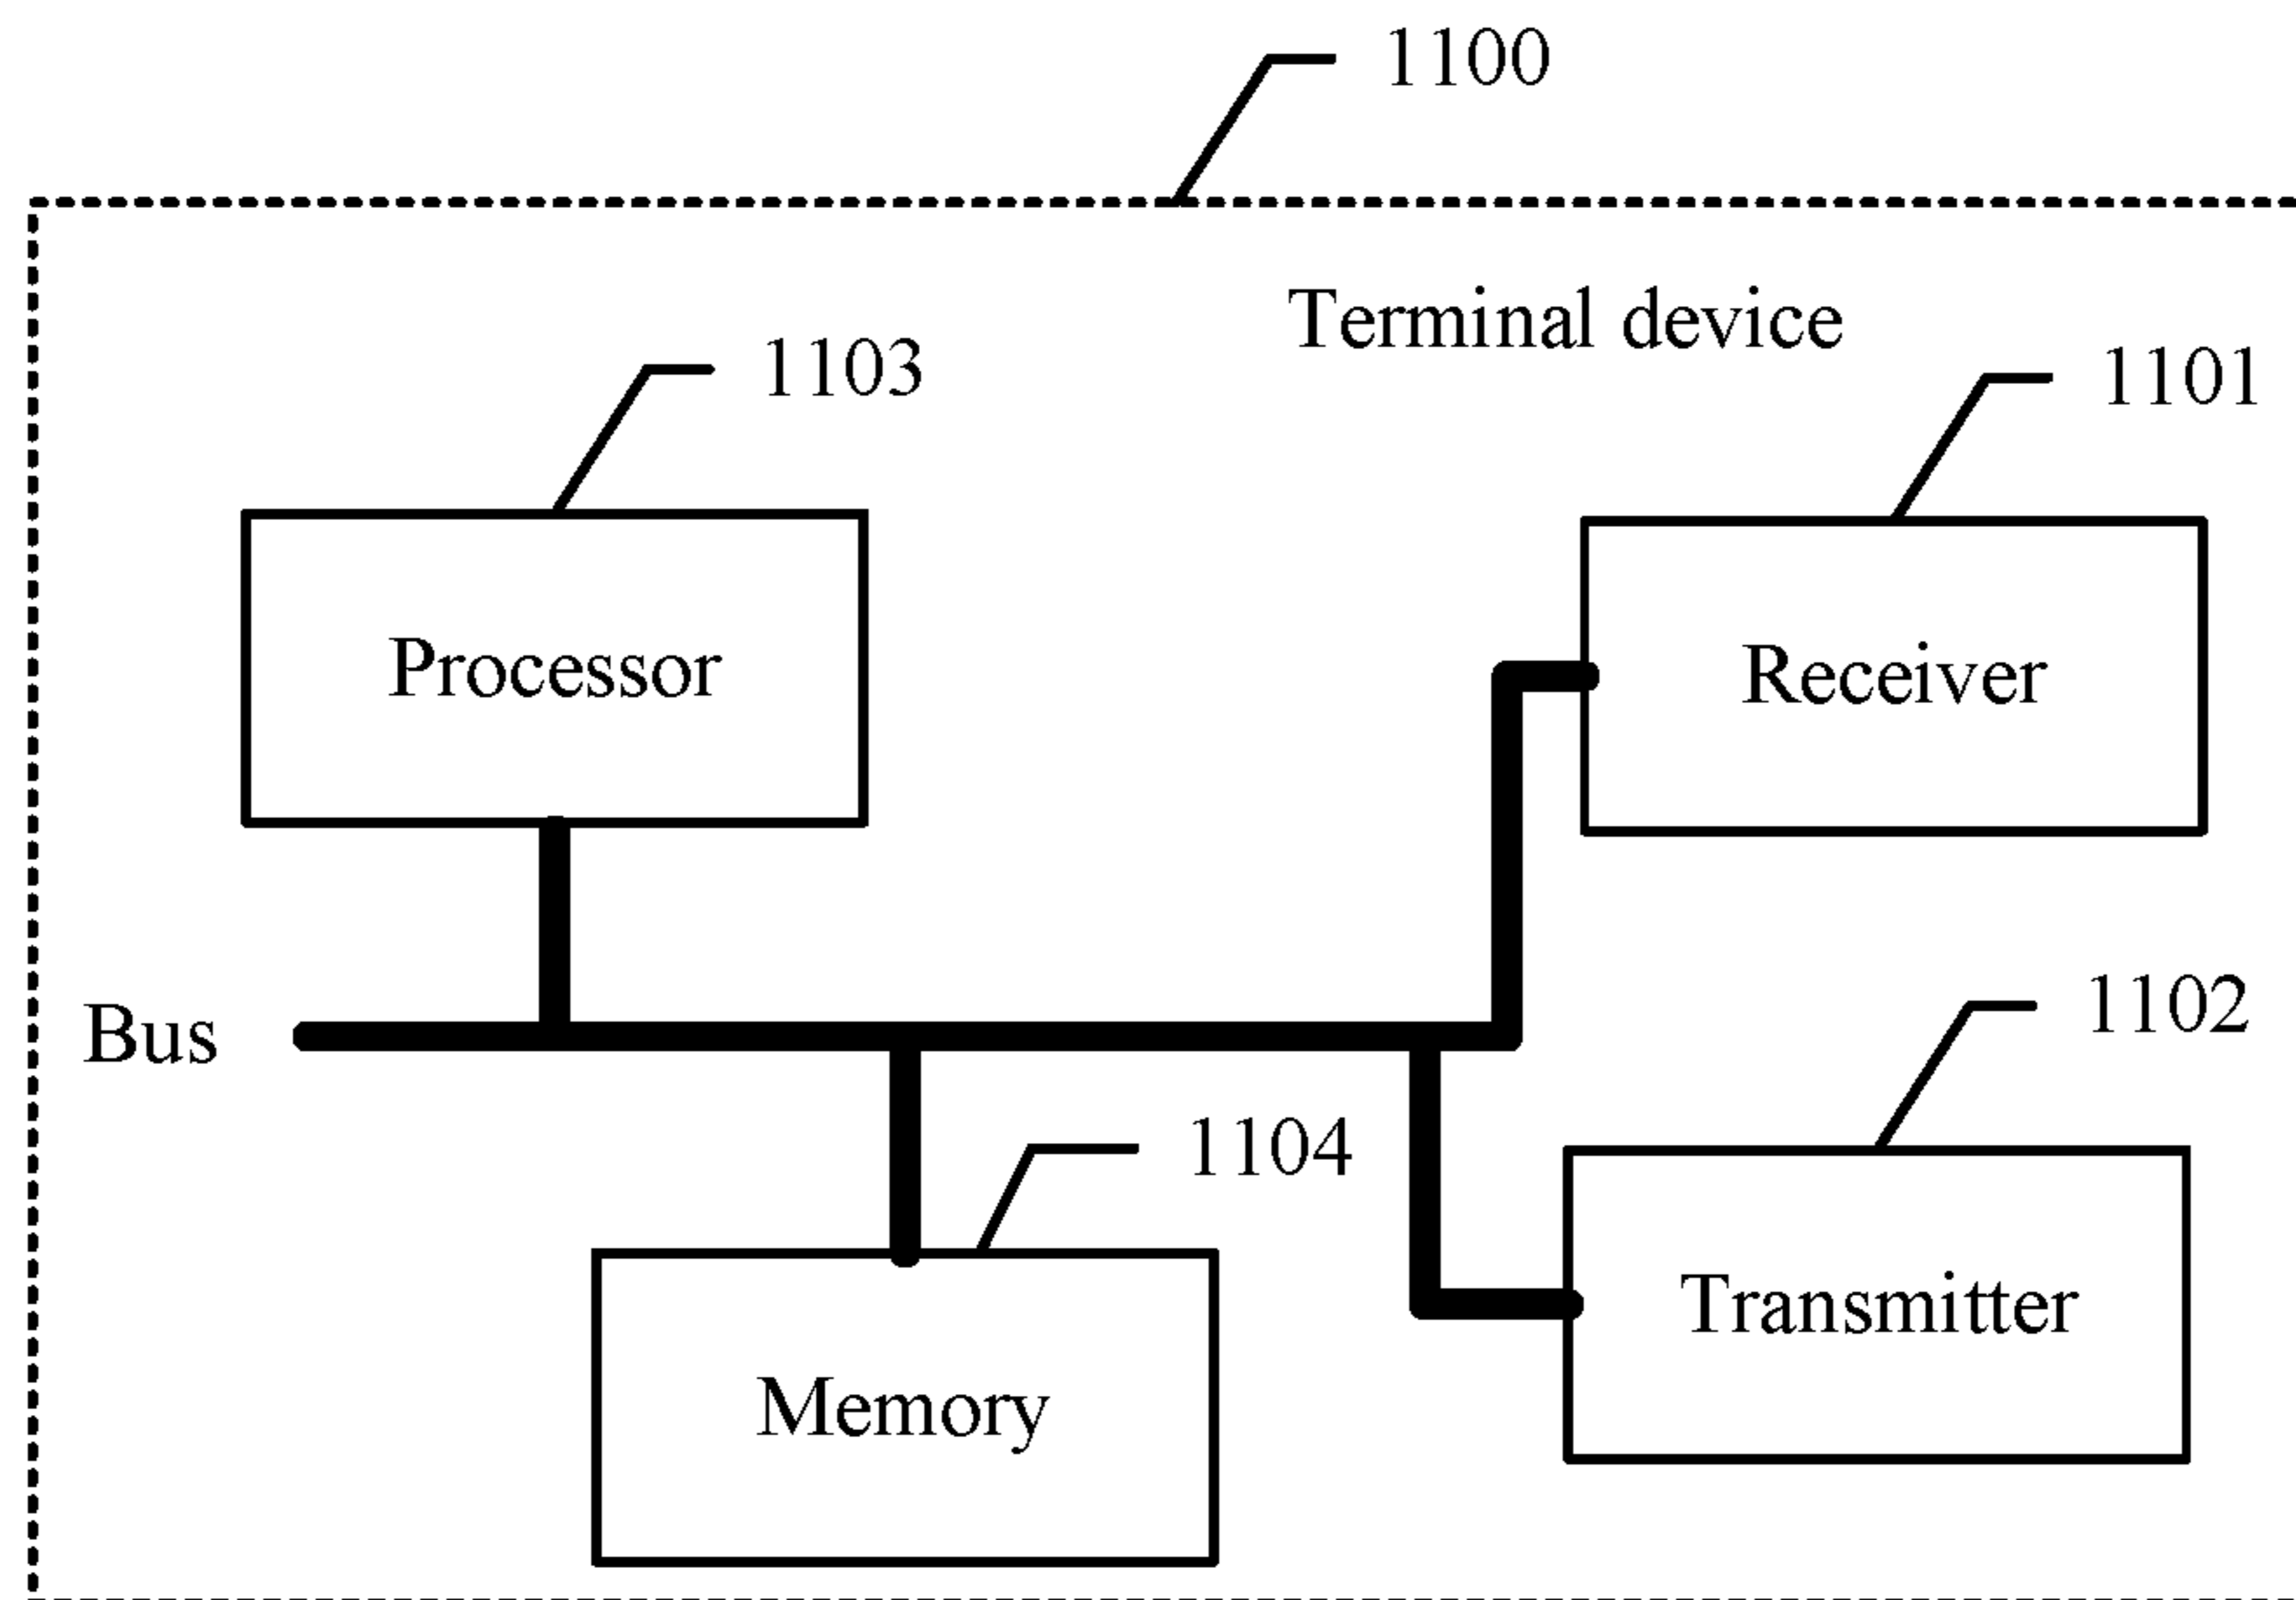 1100
Terminal device
1103
1101
Processor
Receiver
Bus
1102
1104
Transmitter
Memory